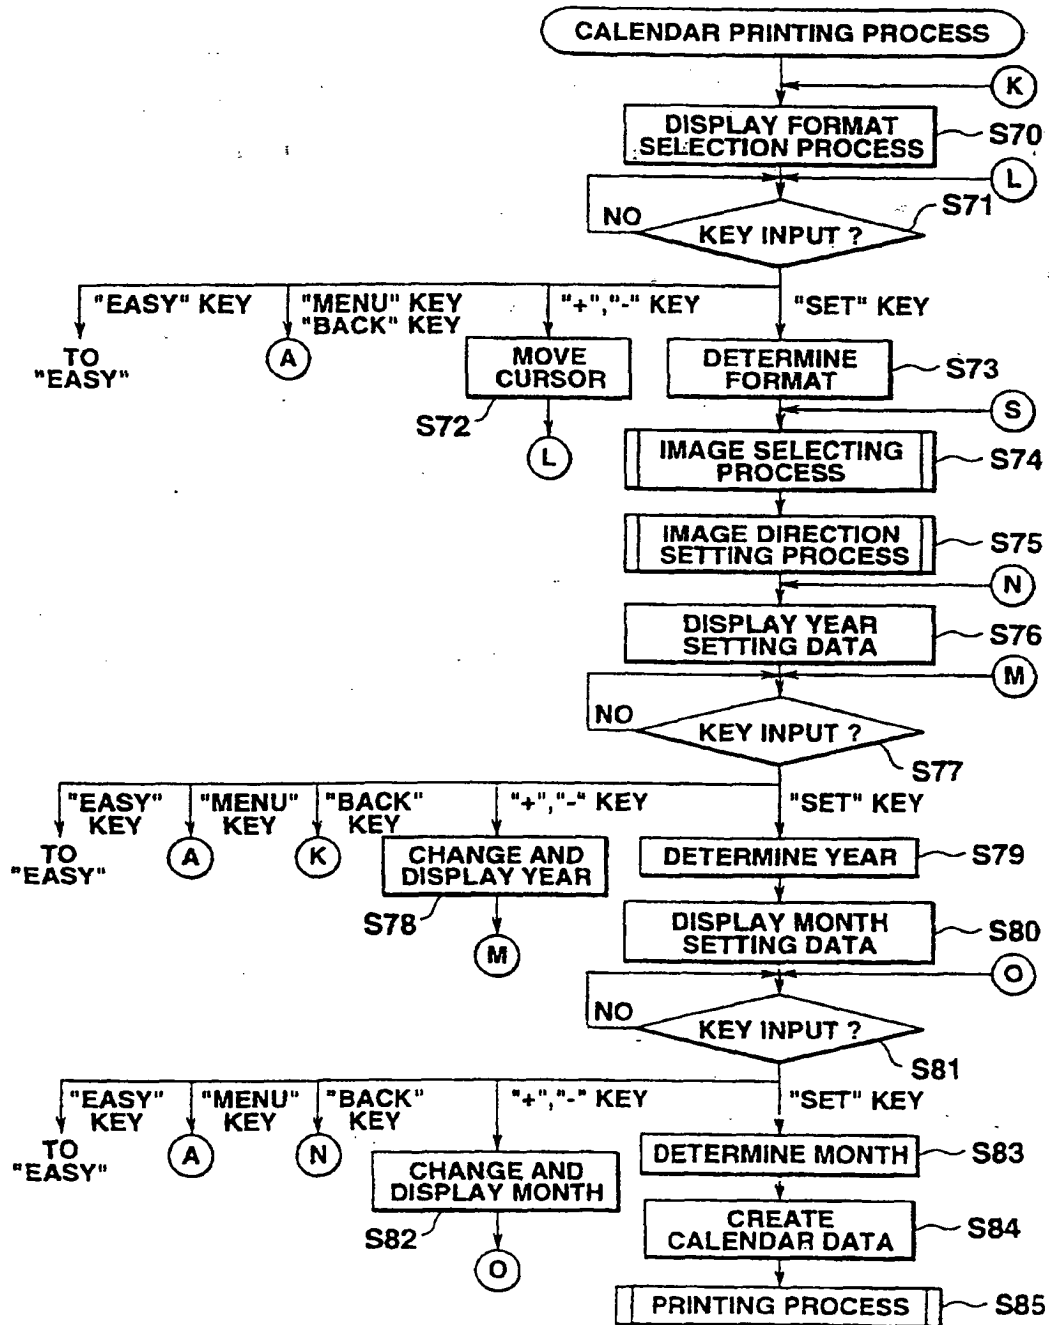 CALENDAR PRINTING PROCESS
K
DISPLAY FORMAT
SELECTION PROCESS
S70
L
S71
NO
KEY INPUT ?
"EASY" KEY
"MENU" KEY
"BACK" KEY
"+","-" KEY
"SET" KEY
TO
"EASY"
A
MOVE
CURSOR
S72
L
DETERMINE
FORMAT
S73
S
IMAGE SELECTING
PROCESS
S74
IMAGE DIRECTION
SETTING PROCESS
S75
N
DISPLAY YEAR
SETTING DATA
S76
M
NO
KEY INPUT ?
S77
"EASY"
KEY
"MENU"
KEY
"BACK"
KEY
"+","-" KEY
"SET" KEY
TO
"EASY"
A
K
CHANGE AND
DISPLAY YEAR
S78
M
DETERMINE YEAR
S79
DISPLAY MONTH
SETTING DATA
S80
O
NO
KEY INPUT ?
S81
"EASY"
KEY
"MENU"
KEY
"BACK"
KEY
"+","-" KEY
"SET" KEY
TO
"EASY"
A
N
CHANGE AND
DISPLAY MONTH
S82
O
DETERMINE MONTH
S83
CREATE
CALENDAR DATA
S84
PRINTING PROCESS
S85